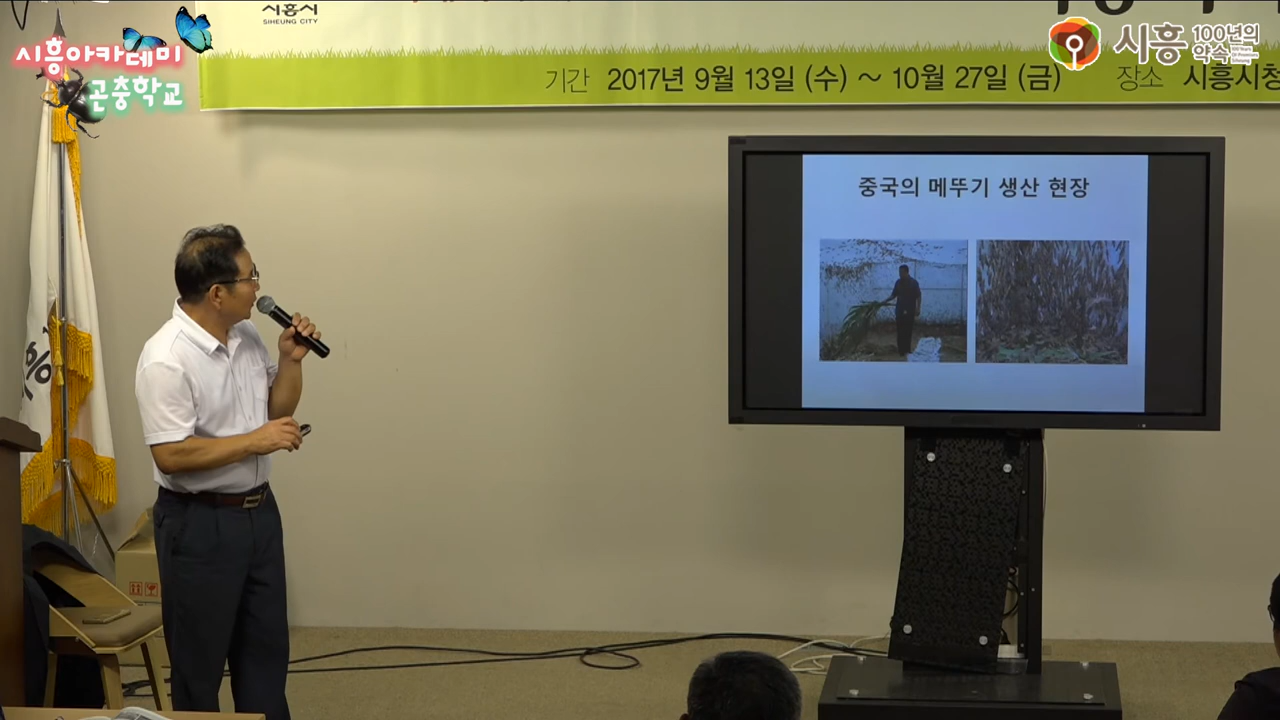 시흥시
SIHEUNG CITY
시흥아카데미
곤충학교
시흥
100년의
약속
기간 2017년 9월 13일 (수) ~ 10월 27일 (금) 장소 시흥시청
중국의 메뚜기 생산 현장